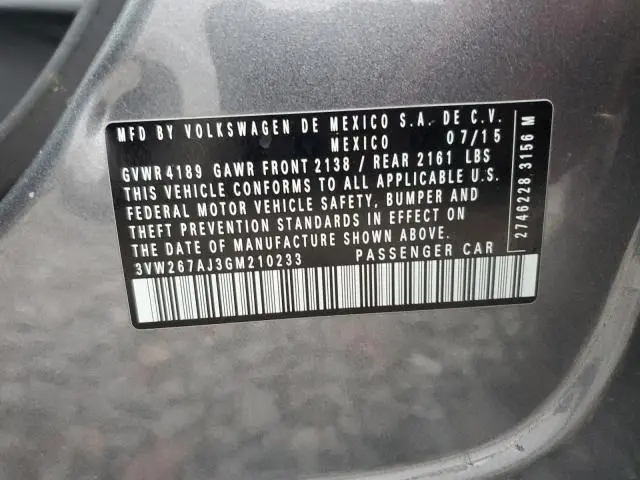 MFD BY VOLKSWAGEN DE MEXICO S.A. DE C.V.
MEXICO 07/15
GVWR 4189 GAWR FRONT 2138 / REAR 2161 LBS
THIS VEHICLE CONFORMS TO ALL APPLICABLE U.S.
FEDERAL MOTOR VEHICLE SAFETY, BUMPER AND
THEFT PREVENTION STANDARDS IN EFFECT ON
THE DATE OF MANUFACTURE SHOWN ABOVE.
3VW267AJ3GM210233 PASSENGER CAR
2746228 3156 M